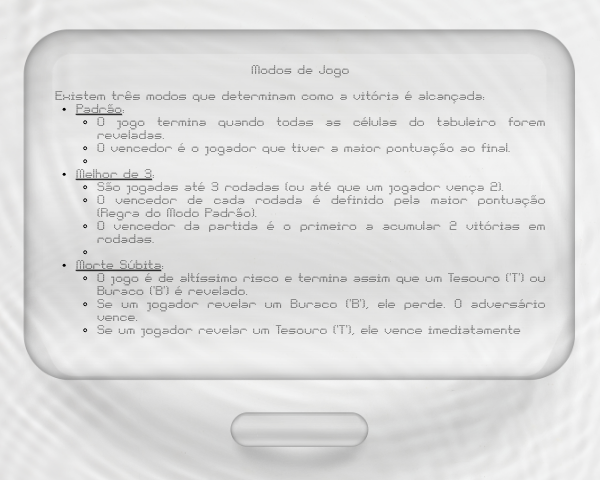 Modos de Jogo
Existem três modos que determinam como a vitória é alcançada:
Padrão:
O jogo termina quando todas as células do tabuleiro forem
reveladas.
O vencedor é o jogador que tiver a maior pontuação ao final.
Melhor de 3:
São jogadas até 3 rodadas (ou até que um jogador vença 2).
O vencedor de cada rodada é definido pela maior pontuação
(Regra do Modo Padrão).
O vencedor da partida é o primeiro a acumular 2 vitórias em
rodadas.
Morte Súbita:
O jogo é de altíssimo risco e termina assim que um Tesouro ('T') ou
Buraco ('B') é revelado.
Se um jogador revelar um Buraco ('B'), ele perde. O adversário
vence.
Se um jogador revelar um Tesouro ('T'), ele vence imediatamente